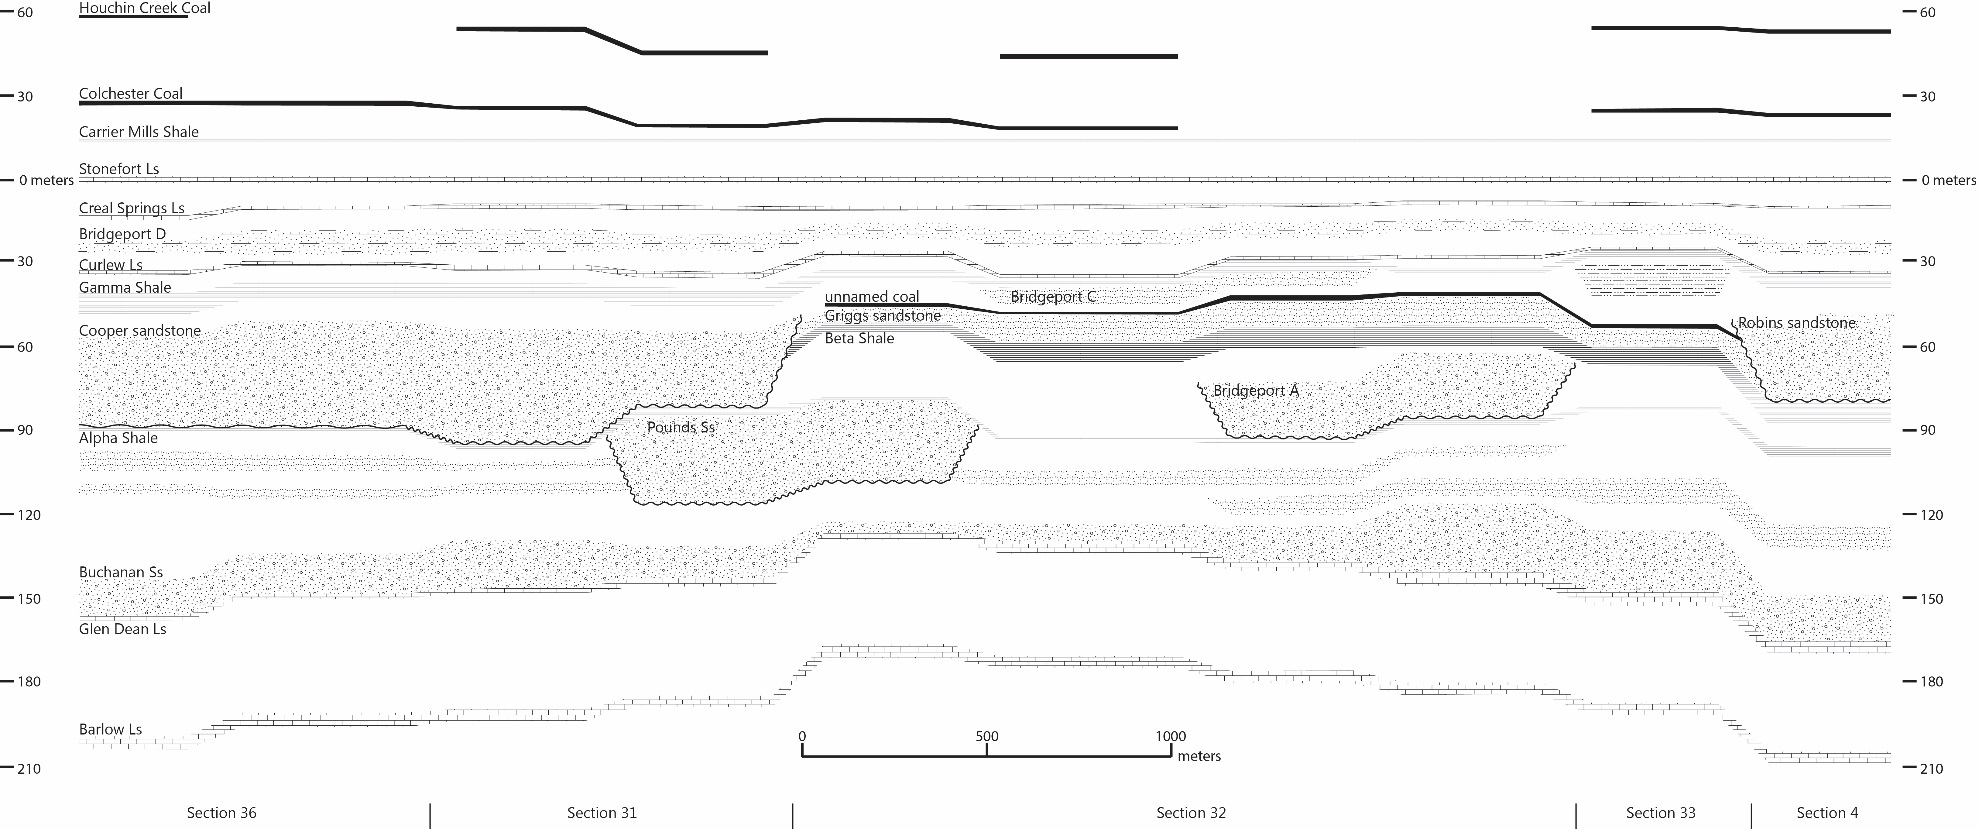 Houchin Creek Coal
60
60
Colchester Coal
30
30
Carrier Mills Shale
Stonefort Ls
0 meters
0 meters
Creal Springs Ls
Bridgeport D
Curlew Ls
30
30
Gamma Shale
unnamed coal
Bridgeport C
Griggs sandstone
Robins sandstone
Cooper sandstone
Beta Shale
60
60
Bridgeport A
Pounds Ss
90
90
Alpha Shale
120
120
Buchanan Ss
150
150
Glen Dean Ls
180
180
Barlow Ls
0 500 1000
meters
210
210
Section 36 Section 31 Section 32 Section 33 Section 4